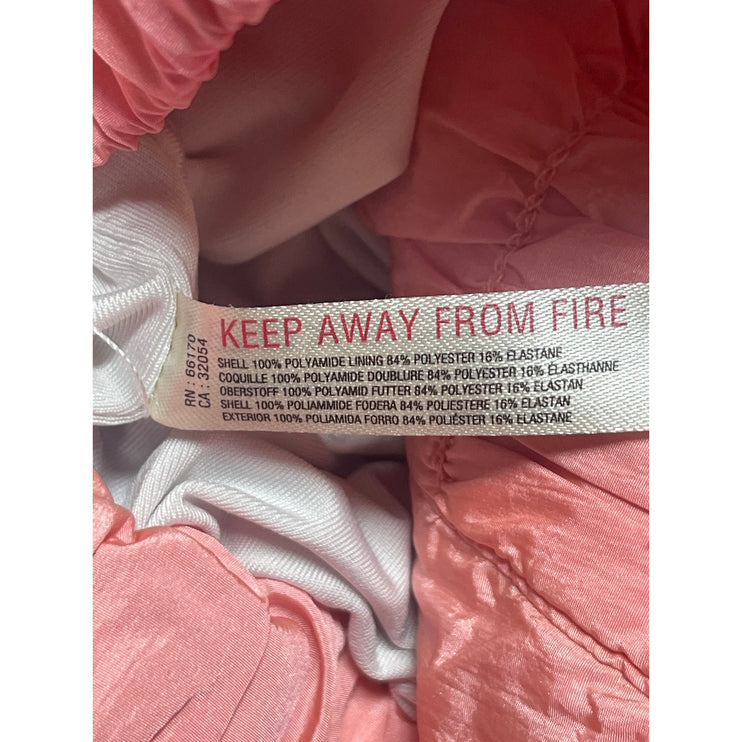 RN : 66170
CA : 32054
KEEP AWAY FROM FIRE
SHELL 100% POLYAMIDE LINING 84% POLYESTER 16% ELASTANE
COQUILLE 100% POLYAMIDE DOUBLURE 84% POLYESTER 16% ÉLASTHANNE
OBERSTOFF 100% POLYAMID FUTTER 84% POLYESTER 16% ELASTAN
SHELL 100% POLIAMMIDE FODERA 84% POLIESTERE 16% ELASTAN
EXTERIOR 100% POLIAMIDA FORRO 84% POLIÉSTER 16% ELASTANE